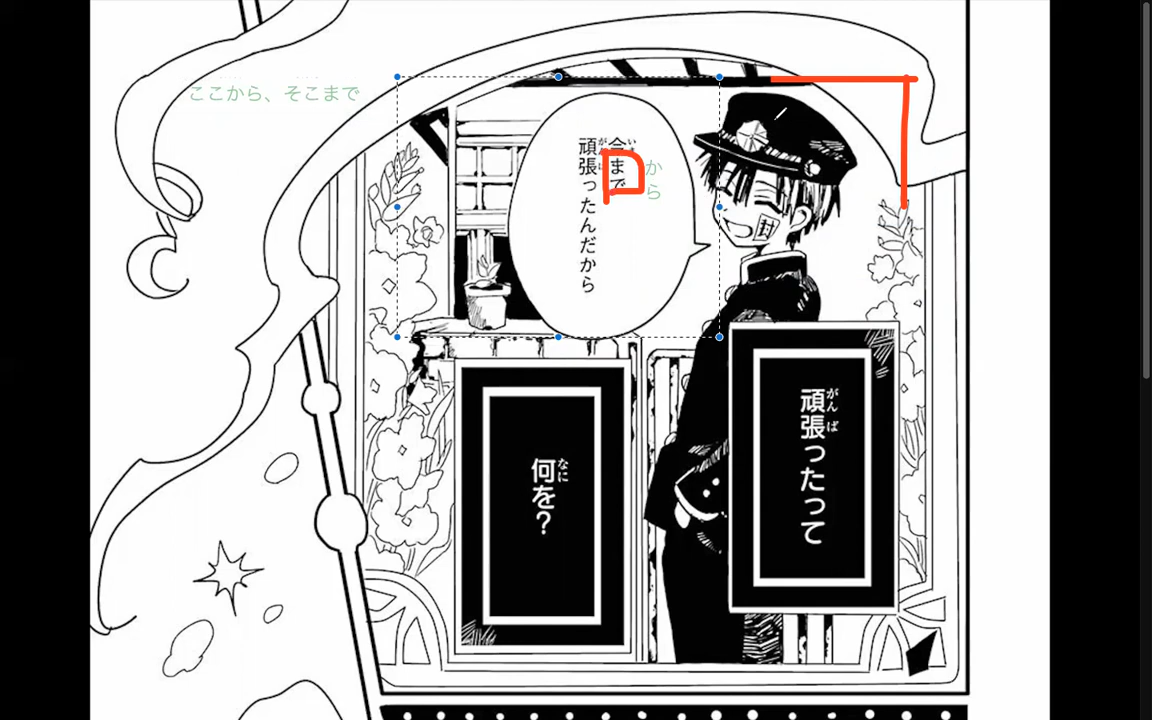 ここから、そこまで
から
今まで
頑張ったんだから
封
頑張ったって
何を?